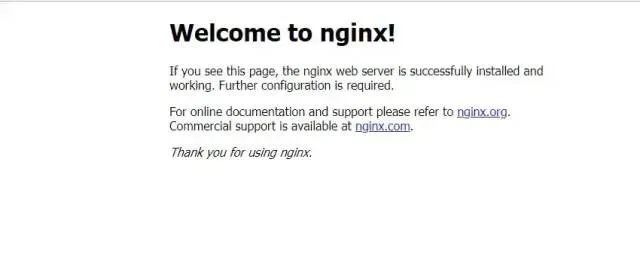 Welcome to nginx!
If you see this page, the nginx web server is successfully installed and
working. Further configuration is required.
For online documentation and support please refer to nginx.org.
Commercial support is available at nginx.com.
Thank you for using nginx.